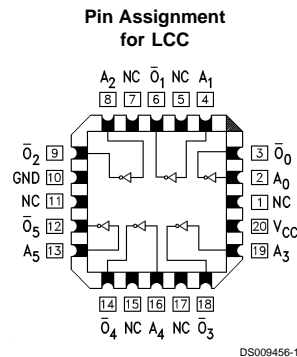 Pin Assignment
for LCC
A₂ NC Ō₁ NC A₁
8 7 6 5 4
Ō₂ 9 3 Ō₀
GND 10 2 A₀
NC 11 1 NC
Ō₅ 12 20 V_CC
A₅ 13 19 A₃
14 15 16 17 18
Ō₄ NC A₄ NC Ō₃
DS009456-1